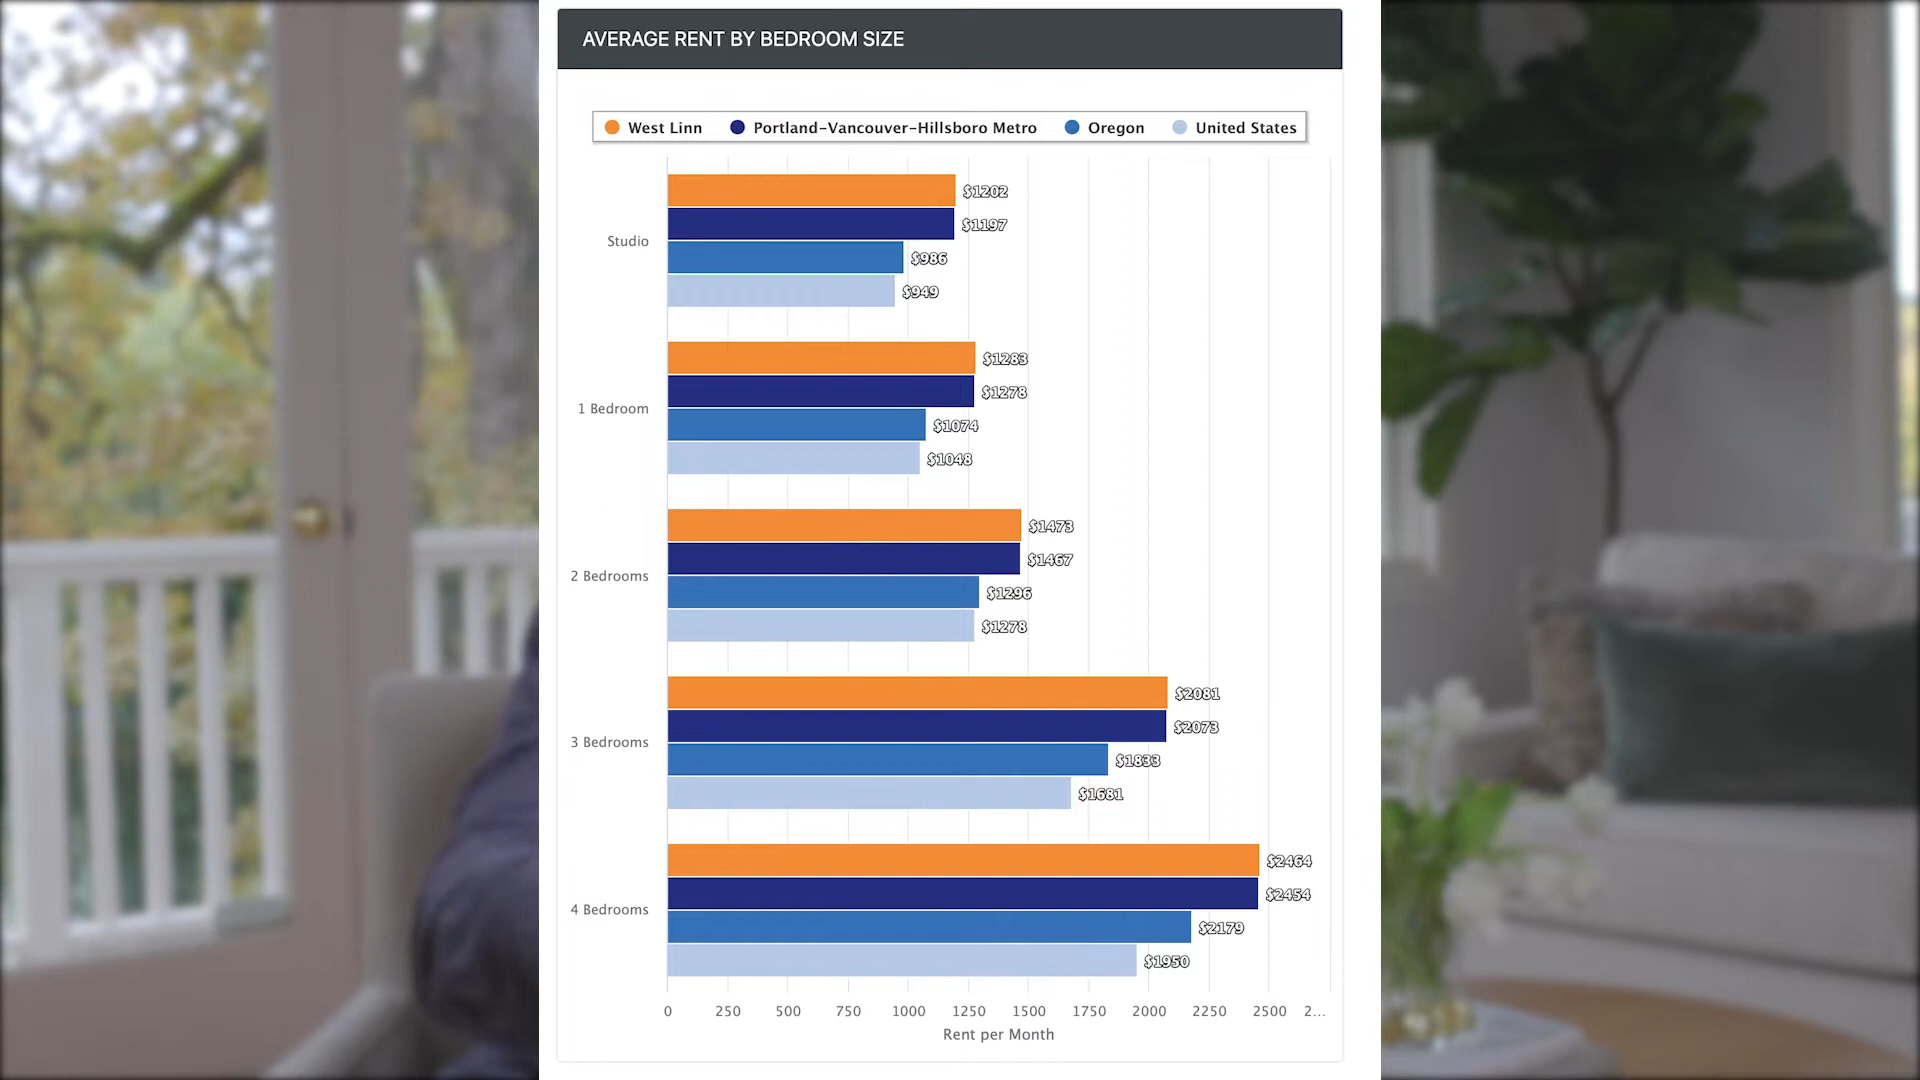 AVERAGE RENT BY BEDROOM SIZE
West Linn Portland-Vancouver-Hillsboro Metro Oregon United States
Studio
$1202
$1197
$986
$949
1 Bedroom
$1283
$1278
$1074
$1048
2 Bedrooms
$1473
$1467
$1296
$1278
3 Bedrooms
$2081
$2073
$1833
$1681
4 Bedrooms
$2464
$2454
$2179
$1950
0 250 500 750 1000 1250 1500 1750 2000 2250 2500 2...
Rent per Month